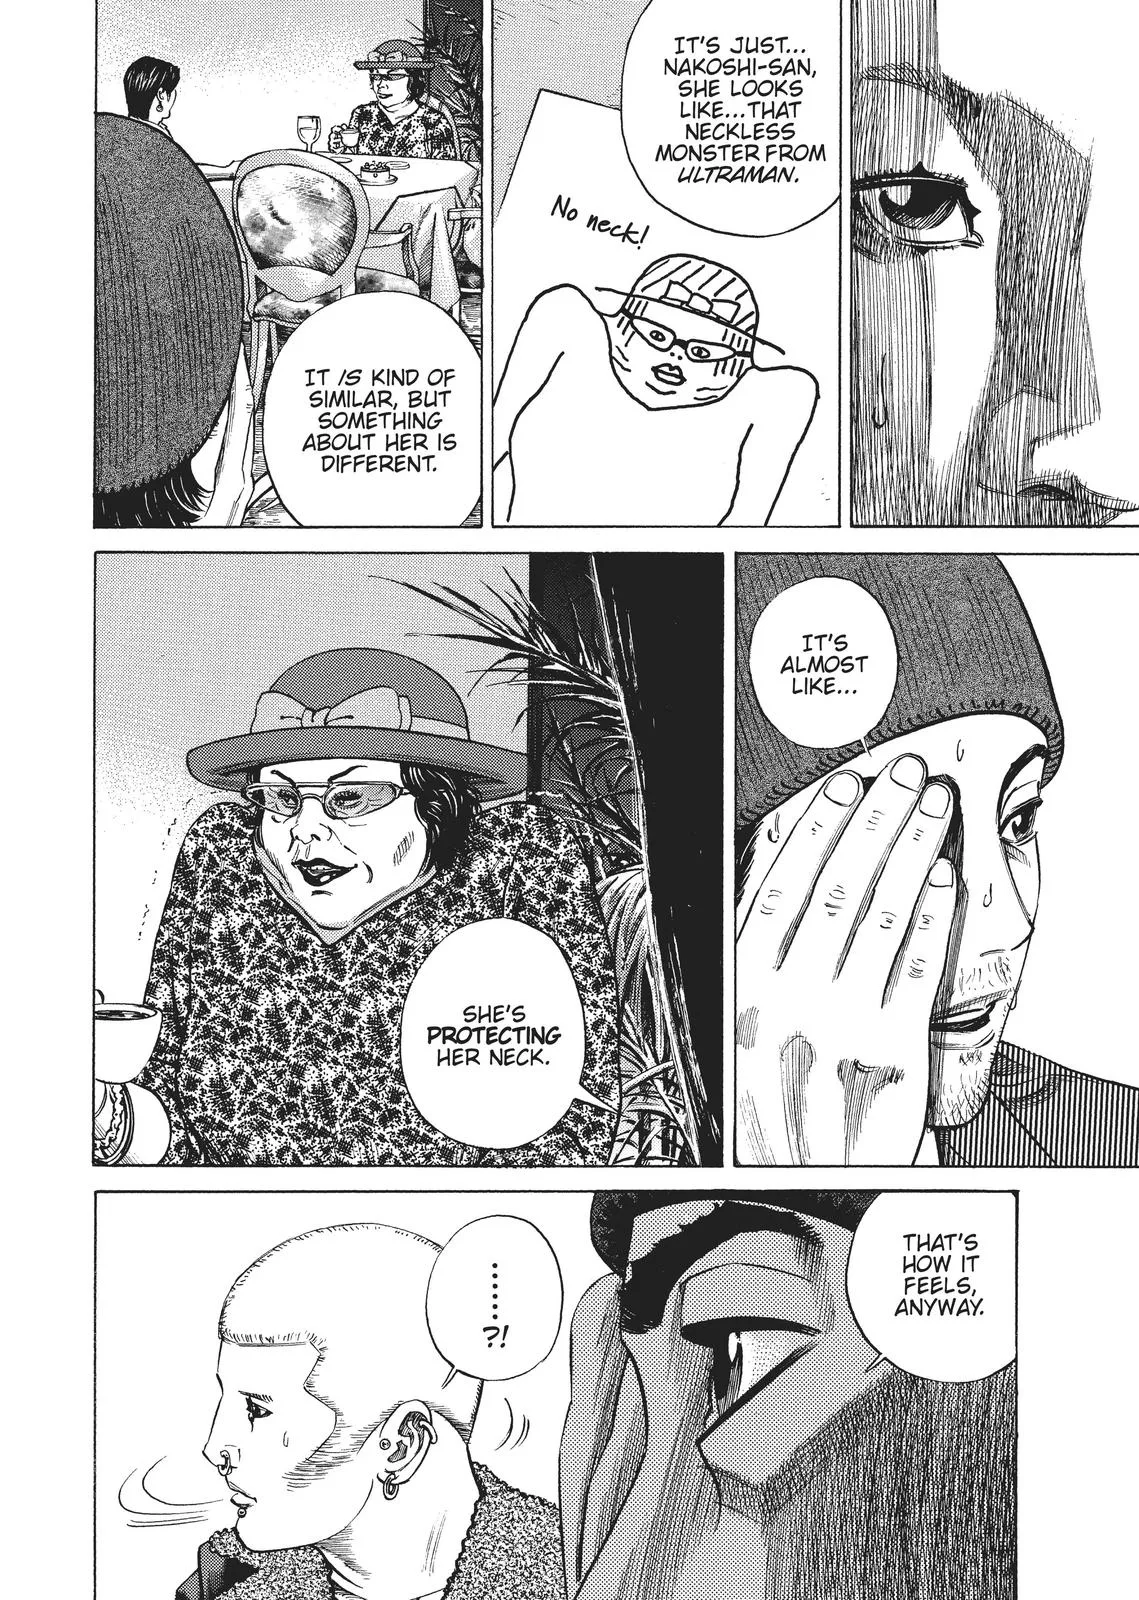 IT'S JUST...
NAKOSHI-SAN,
SHE LOOKS
LIKE...THAT
NECKLESS
MONSTER FROM
ULTRAMAN.
No neck!
IT IS KIND OF
SIMILAR, BUT
SOMETHING
ABOUT HER IS
DIFFERENT.
IT'S
ALMOST
LIKE...
SHE'S
PROTECTING
HER NECK.
THAT'S
HOW IT
FEELS,
ANYWAY.
......
?!